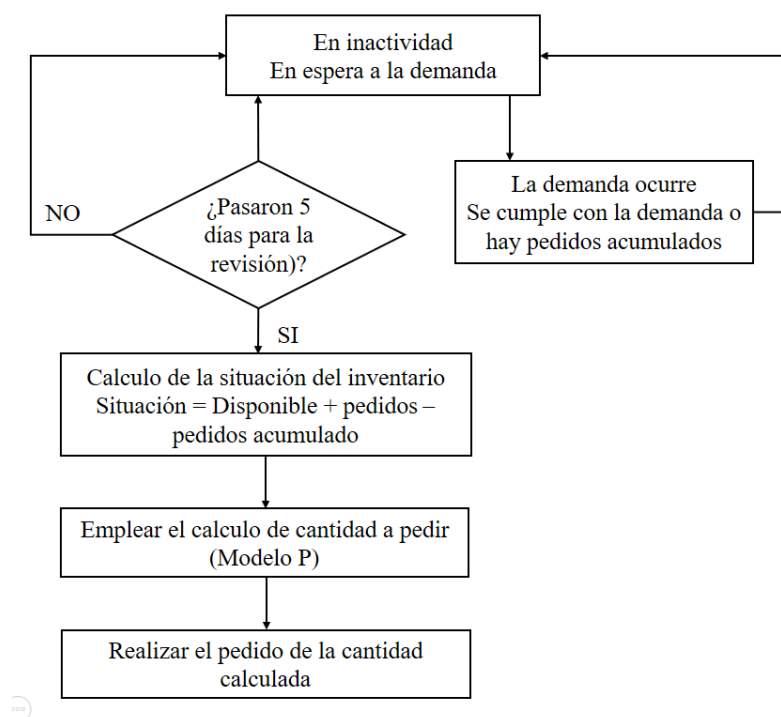 En inactividad
En espera a la demanda
La demanda ocurre
Se cumple con la demanda o
hay pedidos acumulados
NO
¿Pasaron 5
días para la
revisión)?
SI
Calculo de la situación del inventario
Situación = Disponible + pedidos –
pedidos acumulado
Emplear el calculo de cantidad a pedir
(Modelo P)
Realizar el pedido de la cantidad
calculada